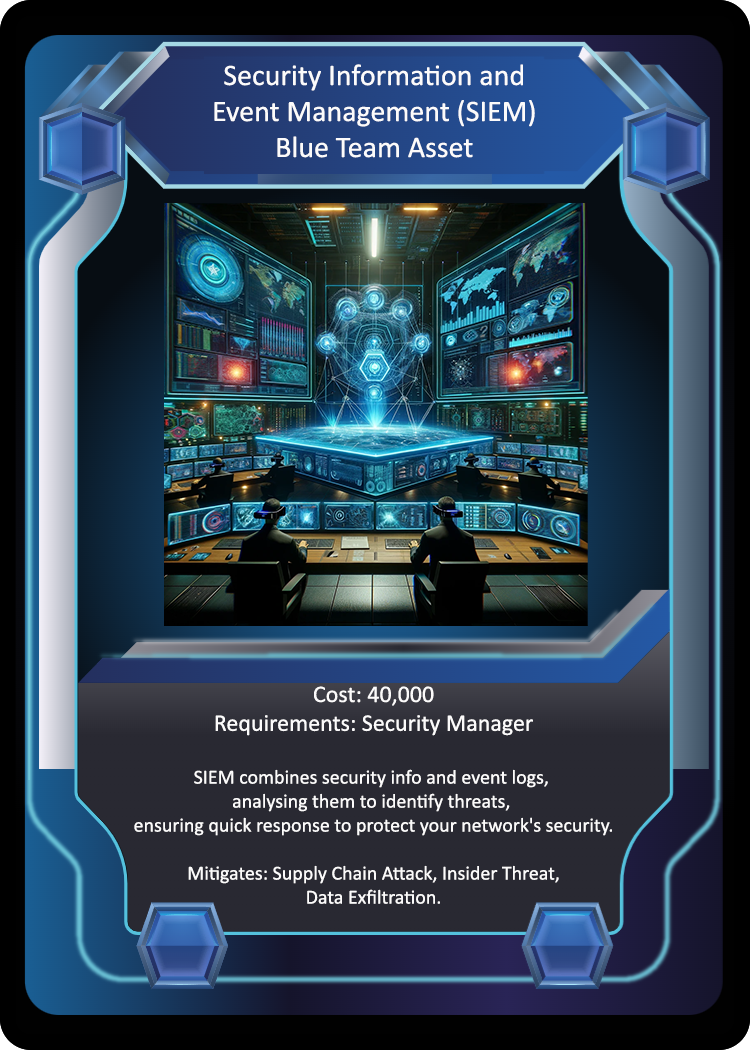 Security Information and
Event Management (SIEM)
Blue Team Asset
Cost: 40,000
Requirements: Security Manager
SIEM combines security info and event logs,
analysing them to identify threats,
ensuring quick response to protect your network's security.
Mitigates: Supply Chain Attack, Insider Threat,
Data Exfiltration.